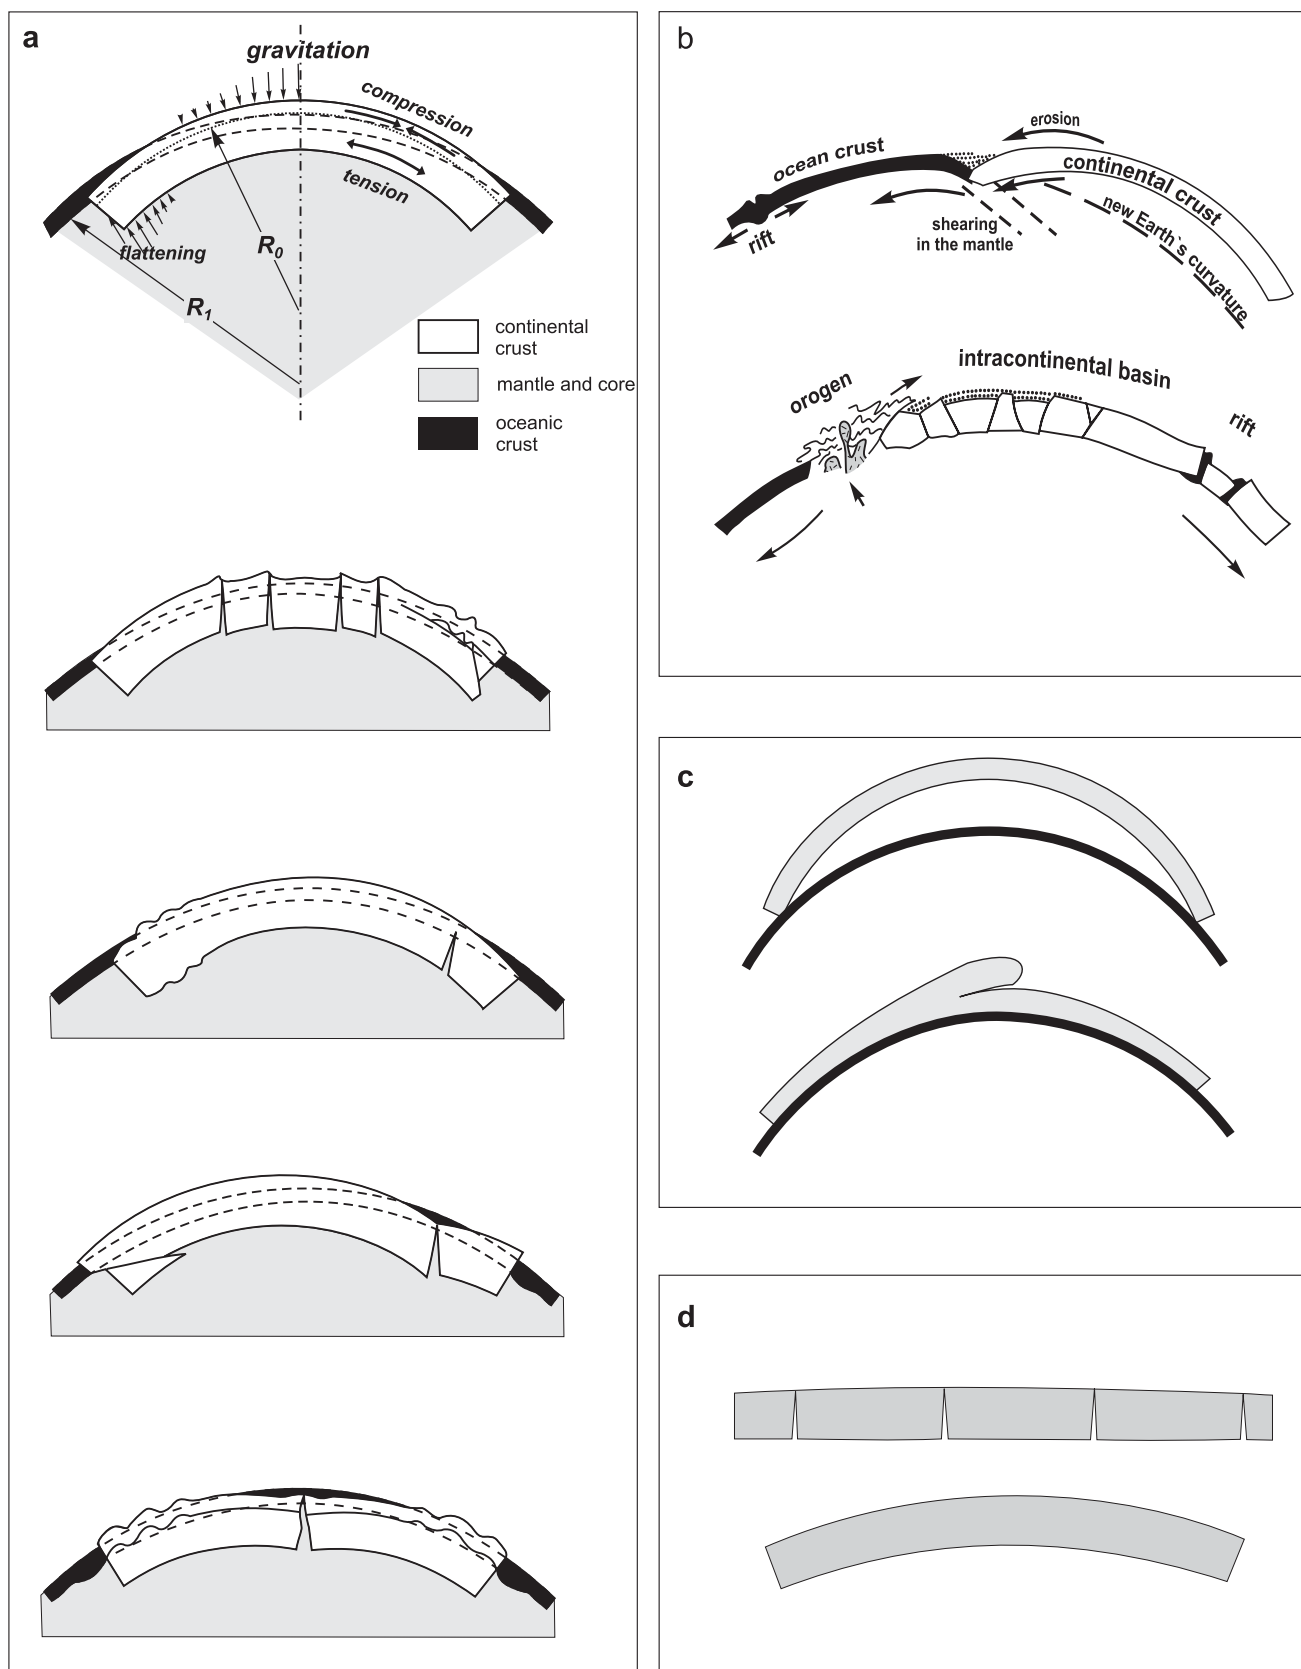 a
gravitation
compression
tension
R0
flattening
R1
continental
crust
mantle and core
oceanic
crust
b
erosion
ocean crust
continental crust
rift
shearing
in the mantle
new Earth`s curvature
intracontinental basin
orogen
rift
c
d